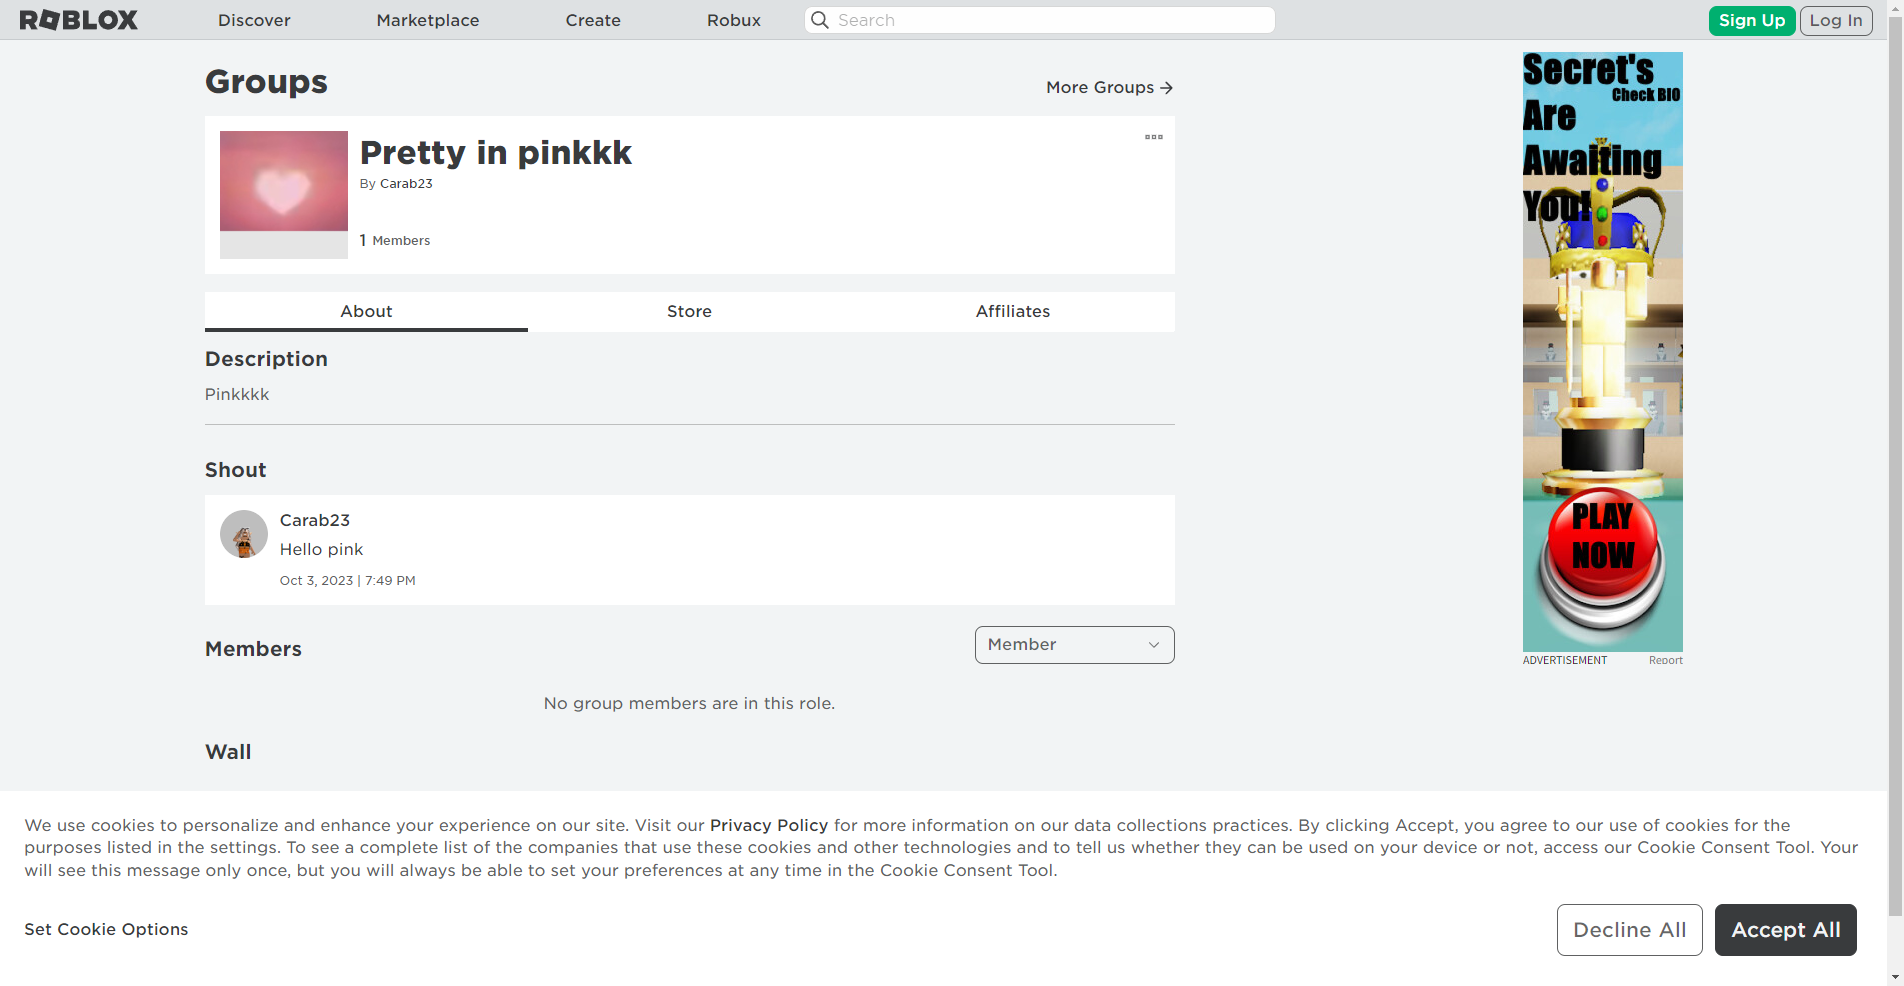 ROBLOX
Discover
Marketplace
Create
Robux
Search
Sign Up
Log In
Groups
More Groups →
Pretty in pinkkk
By Carab23
1 Members
About
Store
Affiliates
Description
Pinkkkk
Shout
Carab23
Hello pink
Oct 3, 2023 | 7:49 PM
Members
Member
No group members are in this role.
Wall
Secret's
Check BIO
Are
Awaiting
You!
PLAY
NOW
ADVERTISEMENT
Report
We use cookies to personalize and enhance your experience on our site. Visit our Privacy Policy for more information on our data collections practices. By clicking Accept, you agree to our use of cookies for the
purposes listed in the settings. To see a complete list of the companies that use these cookies and other technologies and to tell us whether they can be used on your device or not, access our Cookie Consent Tool. Your
will see this message only once, but you will always be able to set your preferences at any time in the Cookie Consent Tool.
Set Cookie Options
Decline All
Accept All